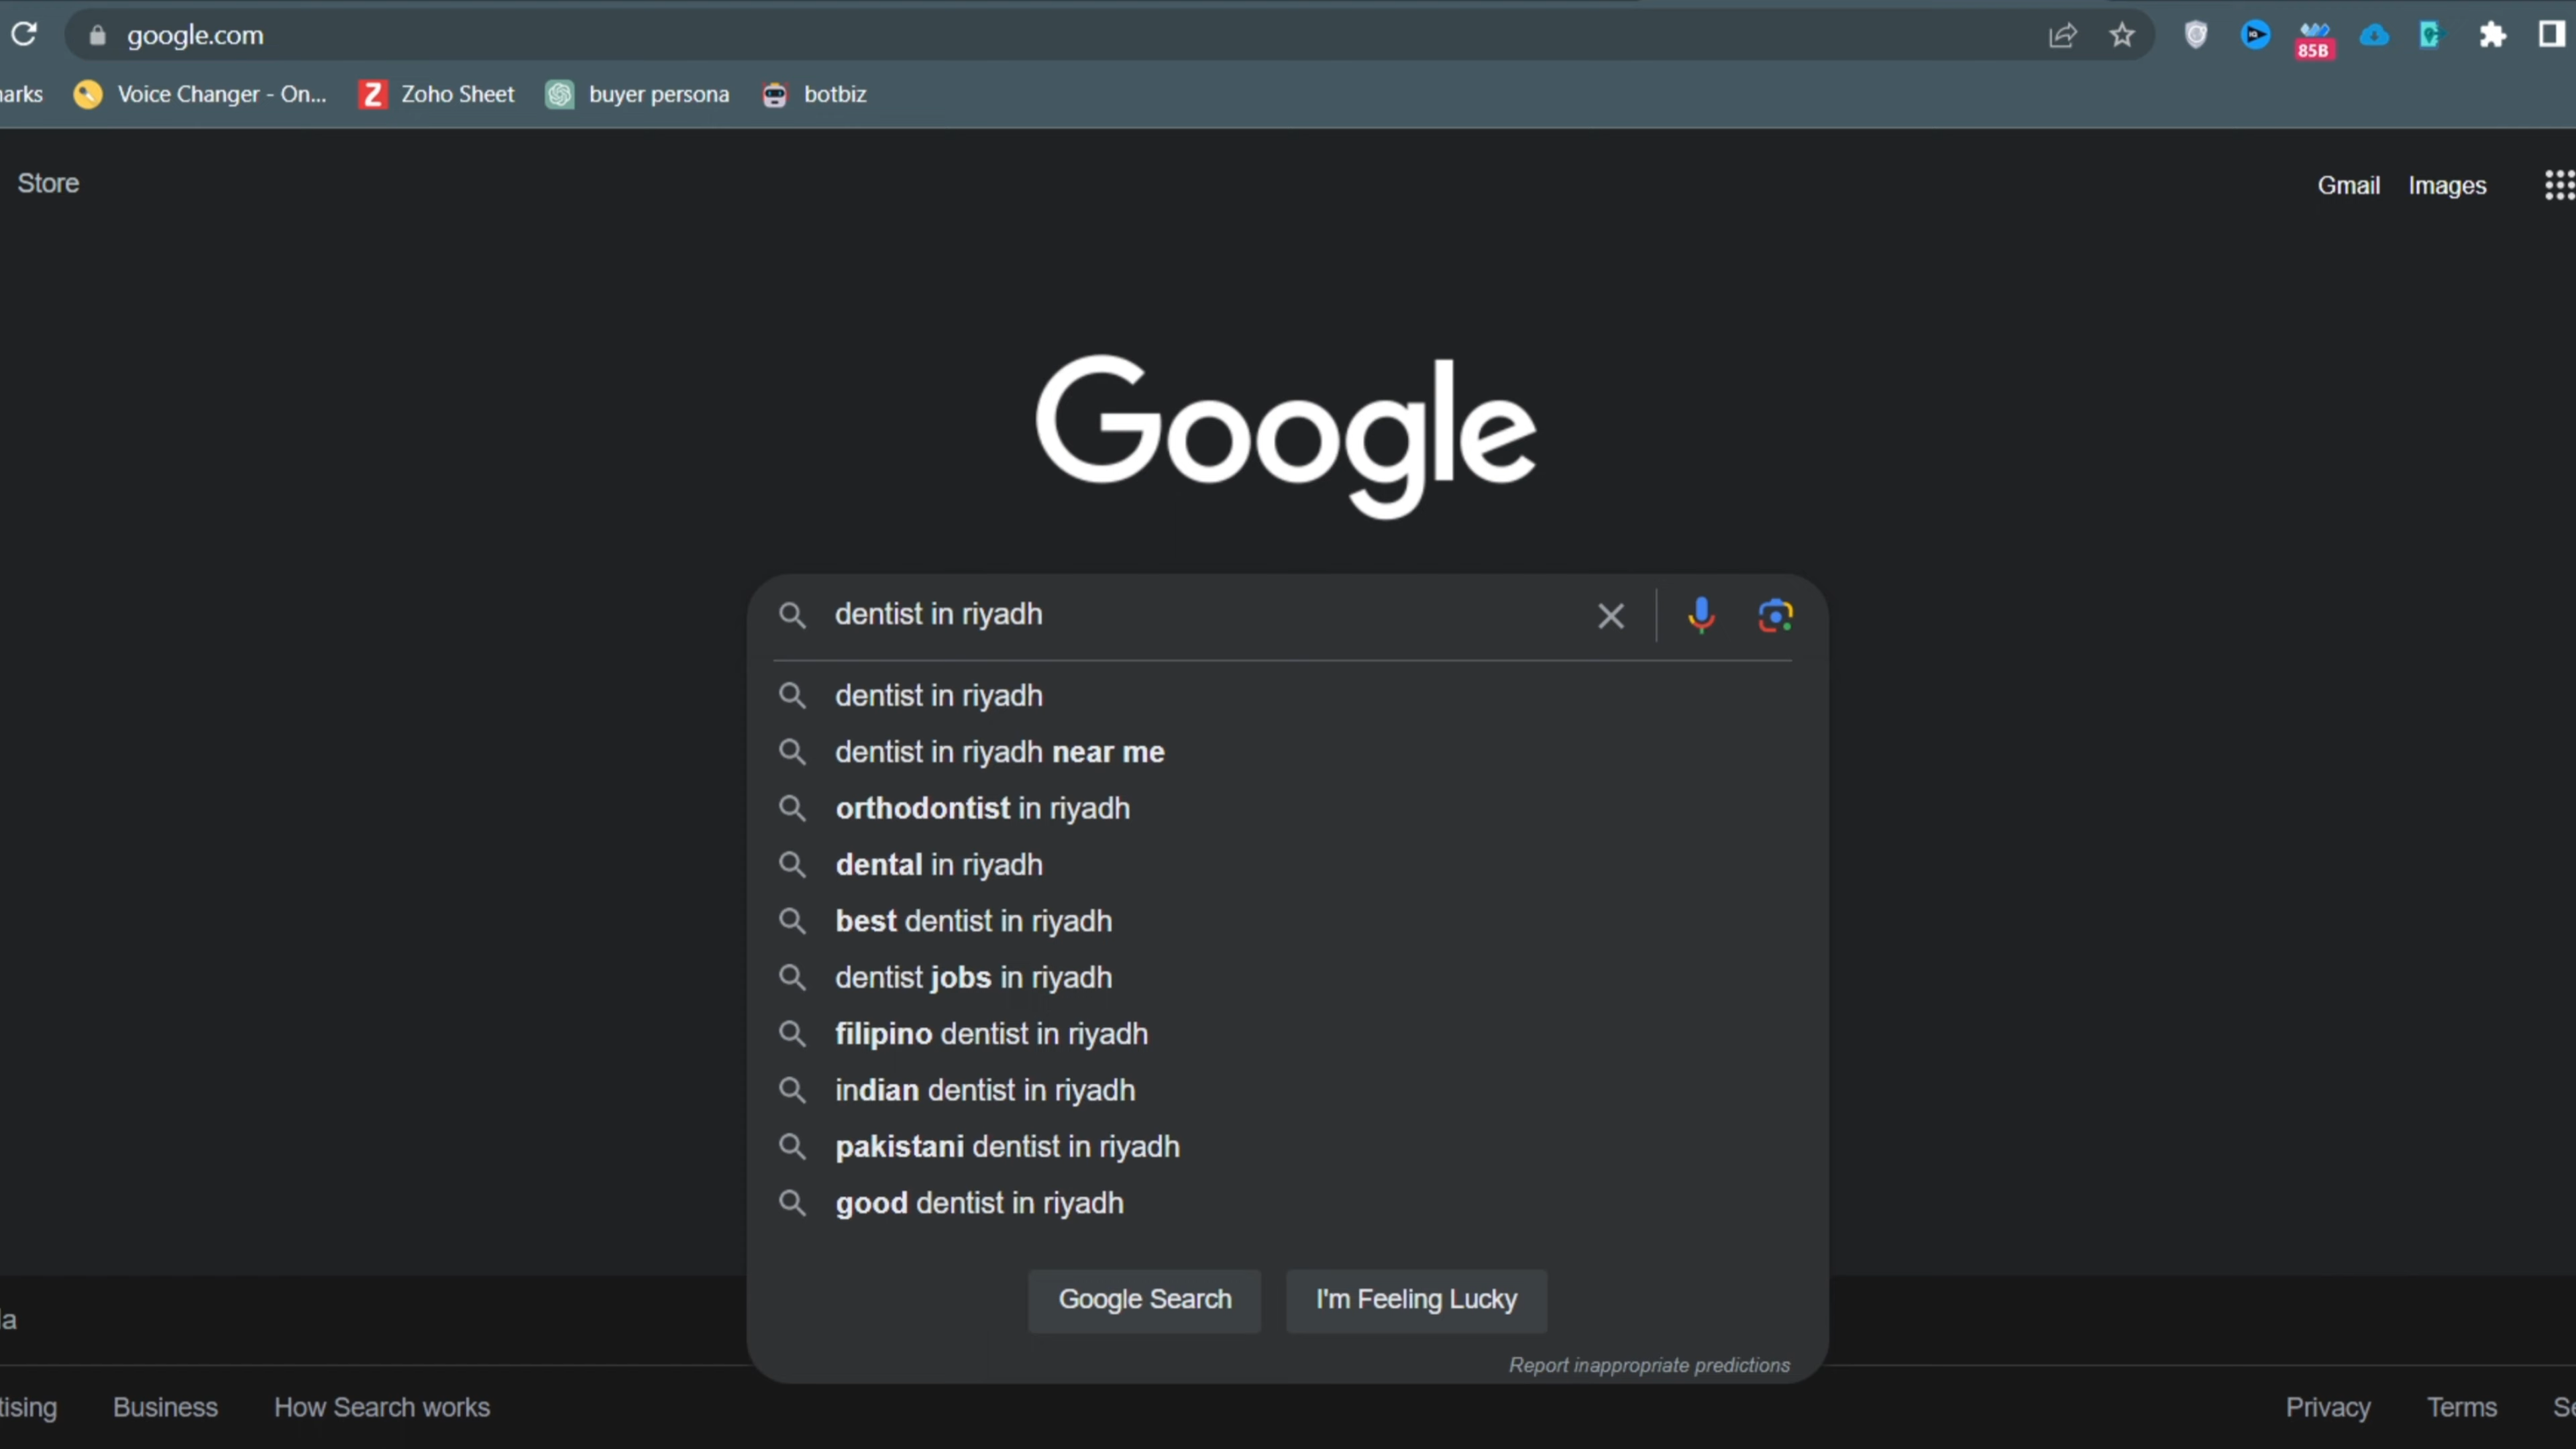 google.com
85B
arks
Voice Changer - On...
Zoho Sheet
buyer persona
botbiz
Store
Gmail
Images
Google
dentist in riyadh
dentist in riyadh
dentist in riyadh near me
orthodontist in riyadh
dental in riyadh
best dentist in riyadh
dentist jobs in riyadh
filipino dentist in riyadh
indian dentist in riyadh
pakistani dentist in riyadh
good dentist in riyadh
Google Search
I'm Feeling Lucky
Report inappropriate predictions
tising
Business
How Search works
Privacy
Terms